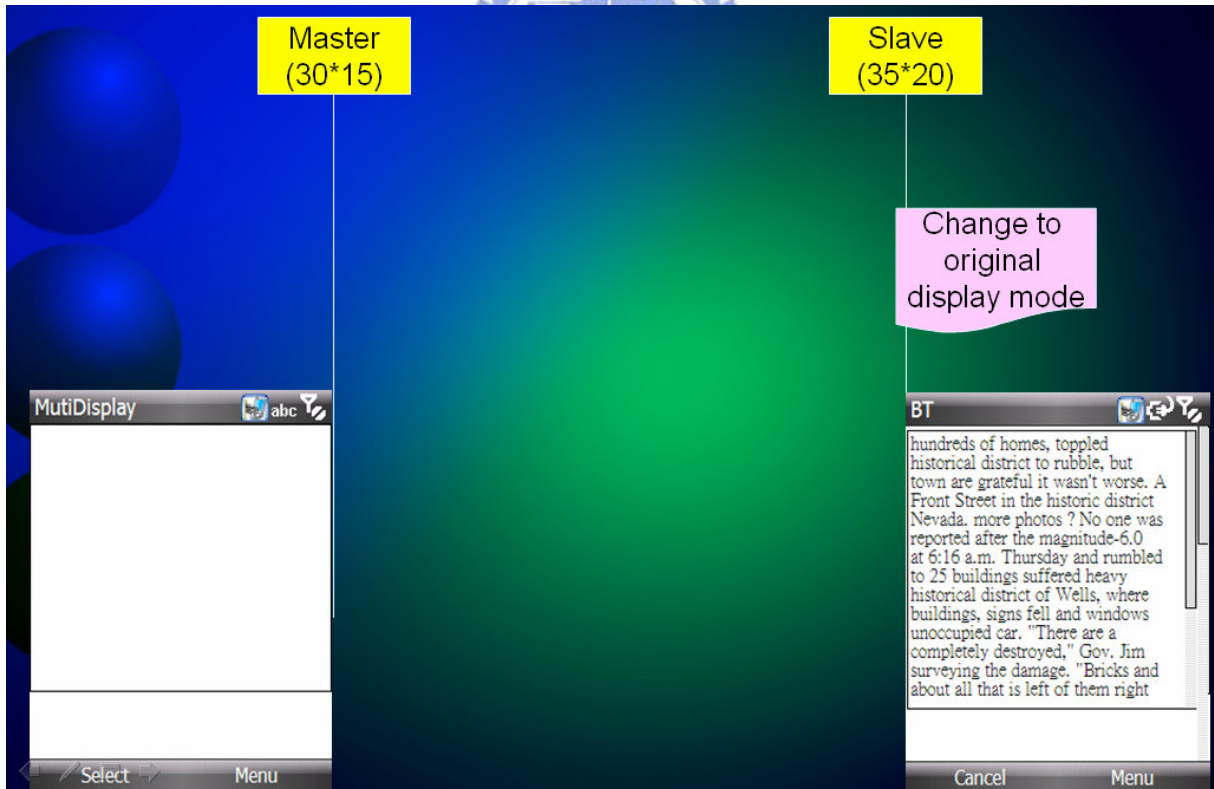 Master
(30*15)
Slave
(35*20)
Change to
original
display mode
MutiDisplay
abc
Select
Menu
BT
hundreds of homes, toppled
historical district to rubble, but
town are grateful it wasn't worse. A
Front Street in the historic district
Nevada. more photos ? No one was
reported after the magnitude-6.0
at 6:16 a.m. Thursday and rumbled
to 25 buildings suffered heavy
historical district of Wells, where
buildings, signs fell and windows
unoccupied car. "There are a
completely destroyed," Gov. Jim
surveying the damage. "Bricks and
about all that is left of them right
Cancel
Menu